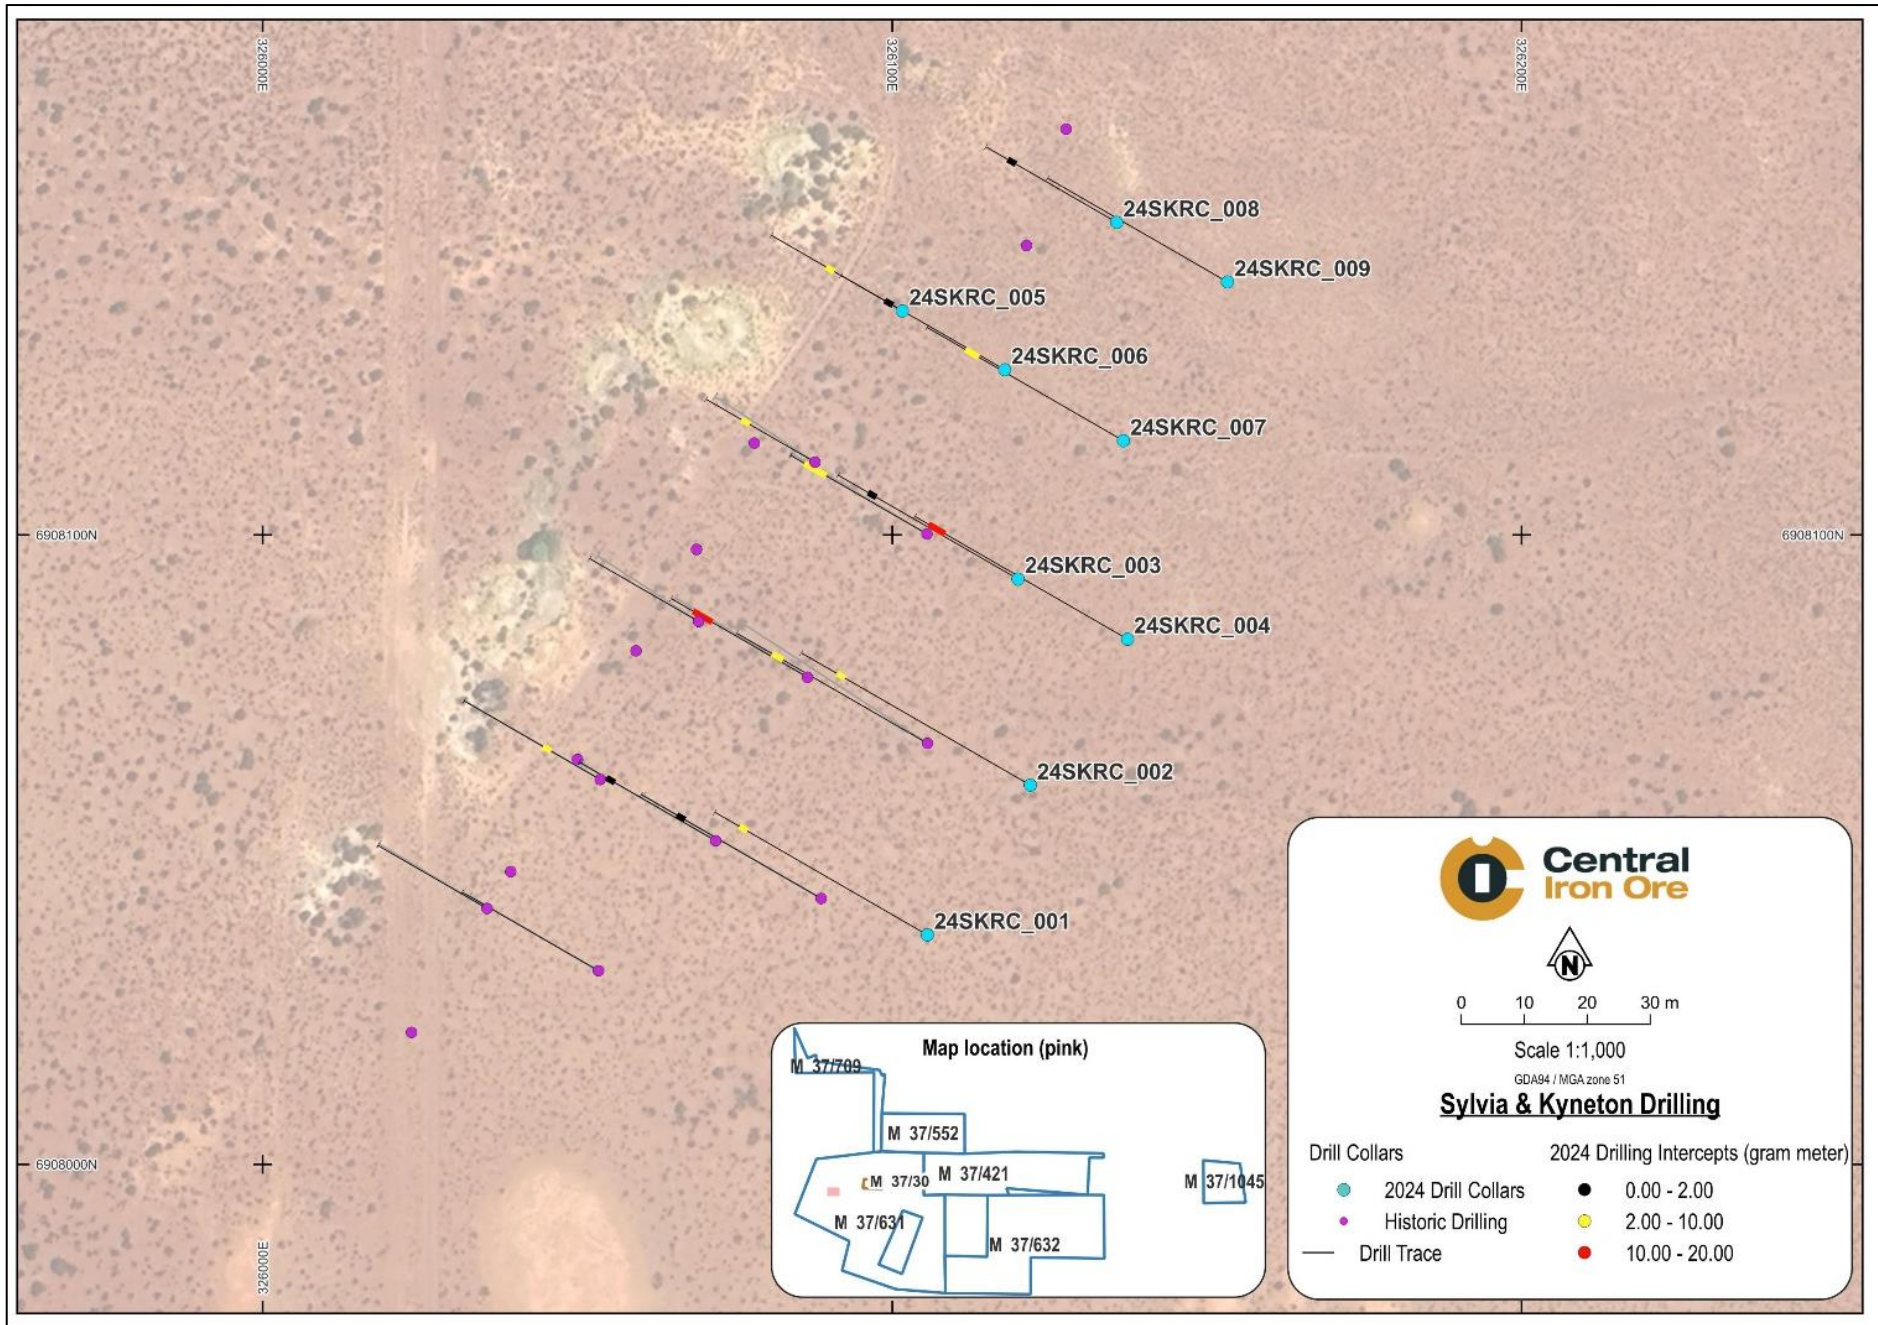 326000E
326100E
326200E
24SKRC_008
24SKRC_009
24SKRC_005
24SKRC_006
24SKRC_007
6908100N
6908100N
24SKRC_003
24SKRC_004
24SKRC_002
24SKRC_001
Central
Iron Ore
N
0 10 20 30 m
Scale 1:1,000
GDA94 / MGA zone 51
Sylvia & Kyneton Drilling
Drill Collars
2024 Drill Collars
Historic Drilling
Drill Trace
2024 Drilling Intercepts (gram meter)
0.00 - 2.00
2.00 - 10.00
10.00 - 20.00
Map location (pink)
M 37/709
M 37/552
M 37/421
M 37/30
M 37/1045
M 37/631
M 37/632
6908000N
326000E